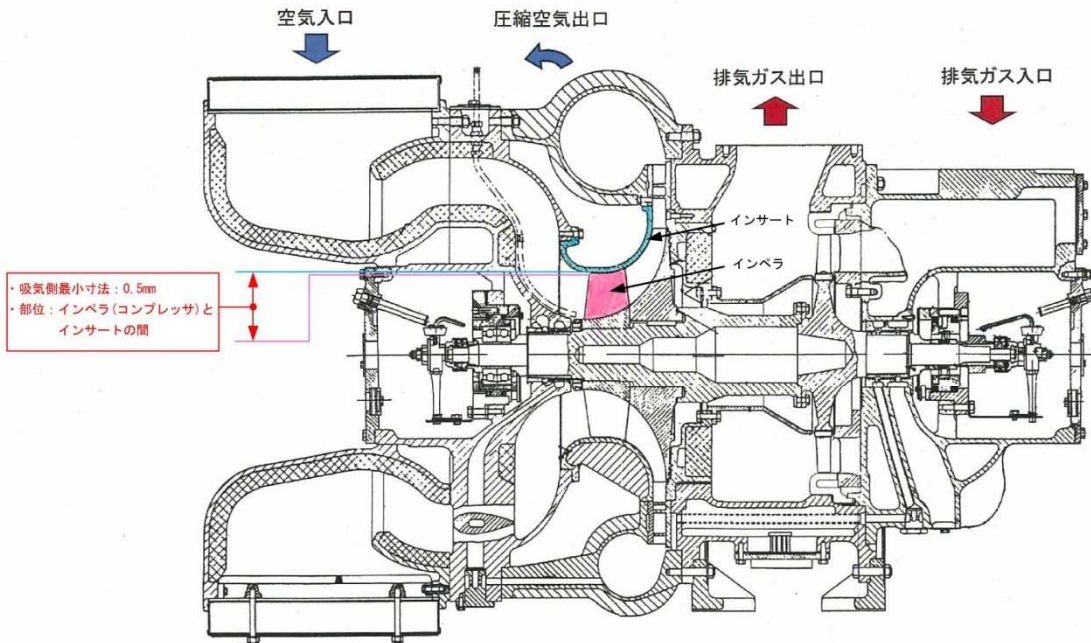 空気入口
圧縮空気出口
排気ガス出口
排気ガス入口
インサート
インペラ
・吸気側最小寸法：0.5mm
・部位：インペラ(コンプレッサ)と
インサートの間